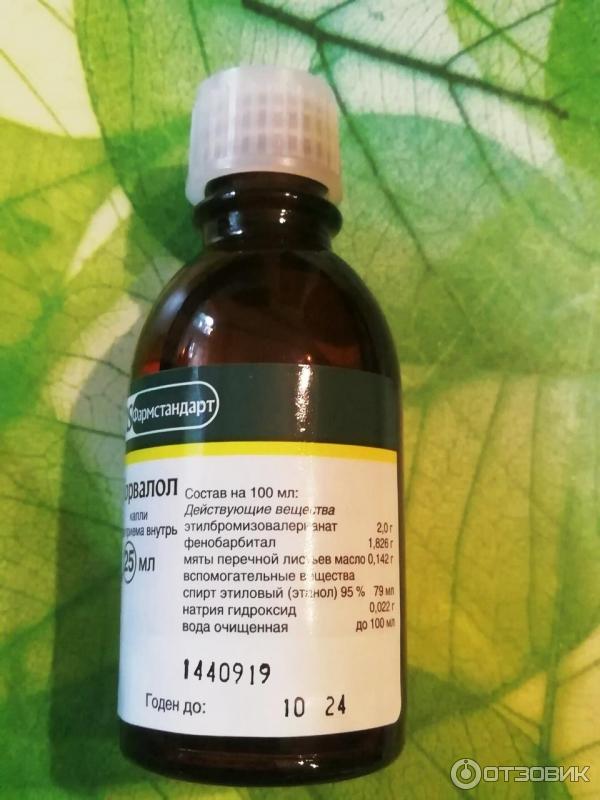 Фармстандарт
орвалол
капли
приема внутрь
25 мл
Состав на 100 мл:
Действующие вещества
этилбромизовалерианат 2,0 г
фенобарбитал 1,826 г
мяты перечной листьев масло 0,142 г
вспомогательные вещества
спирт этиловый (этанол) 95 % 79 мл
натрия гидроксид 0,022 г
вода очищенная до 100 мл
1440919
Годен до: 10 24
ОТЗОВИК